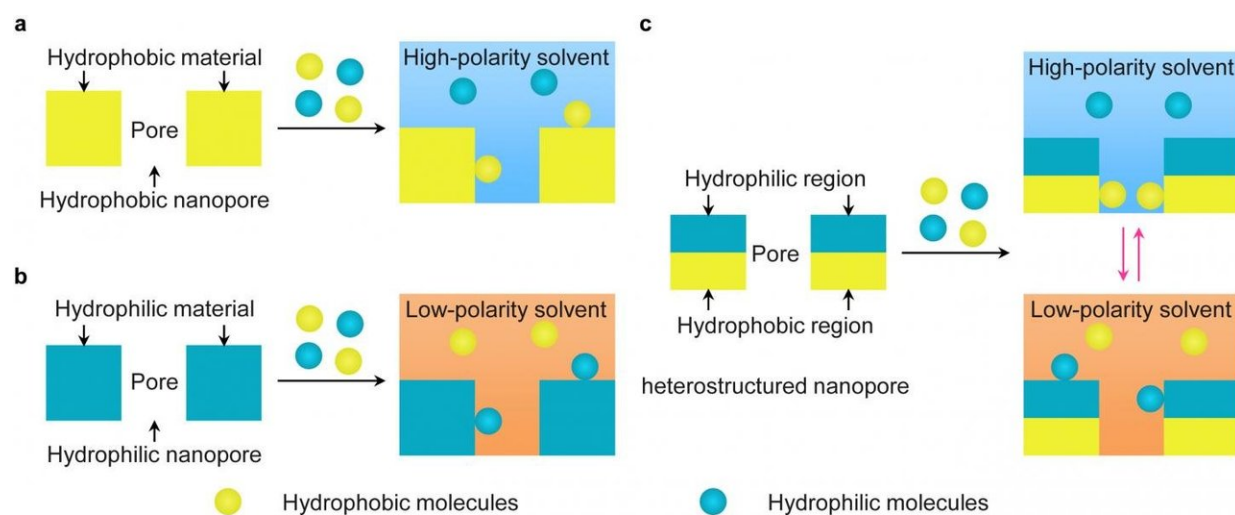 a
Hydrophobic material
Pore
Hydrophobic nanopore
High-polarity solvent
b
Hydrophilic material
Pore
Hydrophilic nanopore
Low-polarity solvent
c
Hydrophilic region
Pore
Hydrophobic region
heterostructured nanopore
High-polarity solvent
Low-polarity solvent
Hydrophobic molecules
Hydrophilic molecules